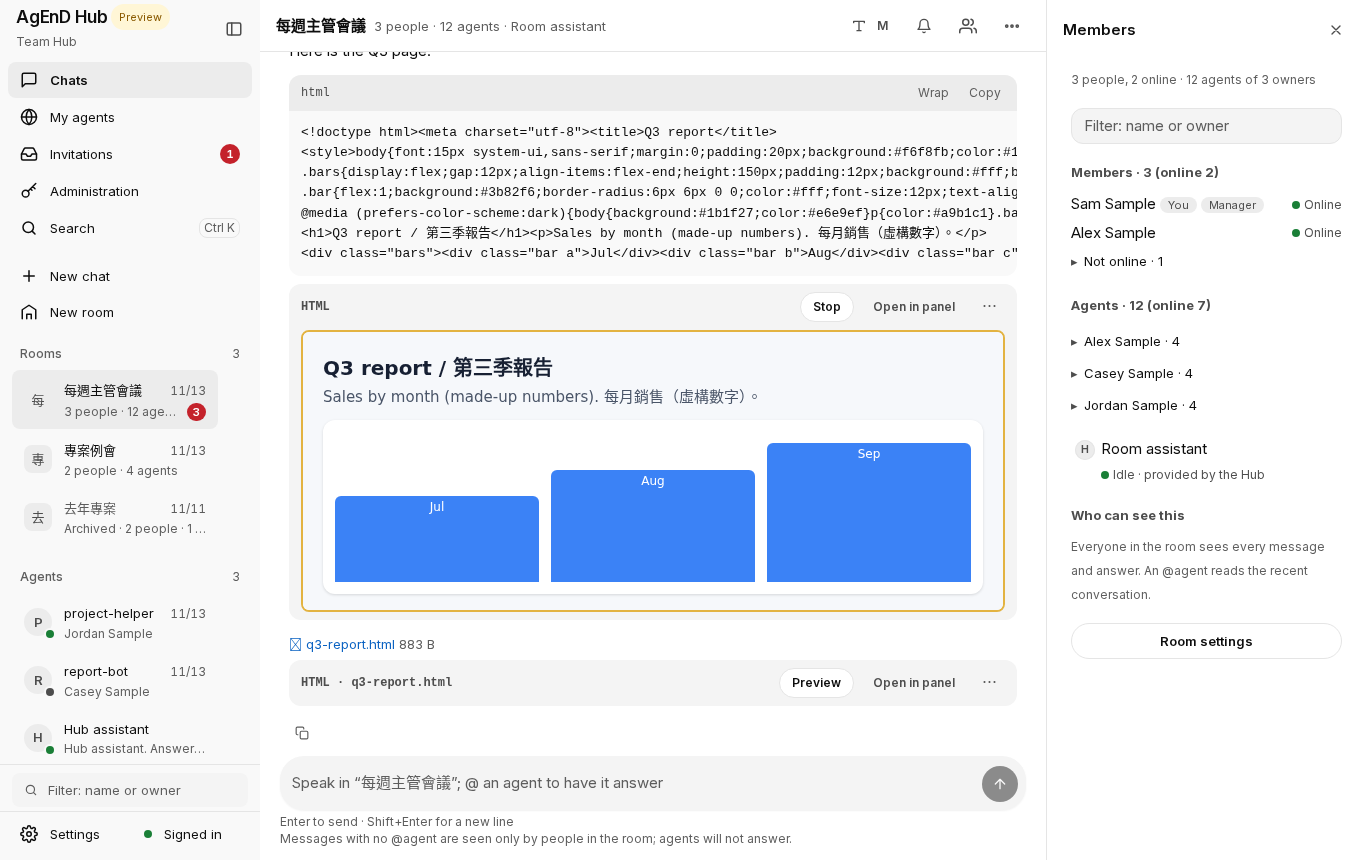 AgEnD Hub Preview
Team Hub
Chats
My agents
Invitations 1
Administration
Search Ctrl K
New chat
New room
Rooms 3
每 每週主管會議 11/13
3 people · 12 age… 3
專 專案例會 11/13
2 people · 4 agents
去 去年專案 11/11
Archived · 2 people · 1 …
Agents 3
P project-helper 11/13
Jordan Sample
R report-bot 11/13
Casey Sample
H Hub assistant
Hub assistant. Answer…
Filter: name or owner
Settings Signed in
每週主管會議 3 people · 12 agents · Room assistant
M
Here is the Q3 page:
html Wrap Copy
<!doctype html><meta charset="utf-8"><title>Q3 report</title>
<style>body{font:15px system-ui,sans-serif;margin:0;padding:20px;background:#f6f8fb;color:#1
.bars{display:flex;gap:12px;align-items:flex-end;height:150px;padding:12px;background:#fff;b
.bar{flex:1;background:#3b82f6;border-radius:6px 6px 0 0;color:#fff;font-size:12px;text-alig
@media (prefers-color-scheme:dark){body{background:#1b1f27;color:#e6e9ef}p{color:#a9b1c1}.ba
<h1>Q3 report / 第三季報告</h1><p>Sales by month (made-up numbers). 每月銷售（虛構數字）。</p>
<div class="bars"><div class="bar a">Jul</div><div class="bar b">Aug</div><div class="bar c"
HTML Stop Open in panel ···
Q3 report / 第三季報告
Sales by month (made-up numbers). 每月銷售（虛構數字）。
Jul
Aug
Sep
q3-report.html 883 B
HTML · q3-report.html Preview Open in panel ···
Speak in “每週主管會議”; @ an agent to have it answer
Enter to send · Shift+Enter for a new line
Messages with no @agent are seen only by people in the room; agents will not answer.
Members
3 people, 2 online · 12 agents of 3 owners
Filter: name or owner
Members · 3 (online 2)
Sam Sample You Manager Online
Alex Sample Online
▸ Not online · 1
Agents · 12 (online 7)
▸ Alex Sample · 4
▸ Casey Sample · 4
▸ Jordan Sample · 4
H Room assistant
Idle · provided by the Hub
Who can see this
Everyone in the room sees every message
and answer. An @agent reads the recent
conversation.
Room settings